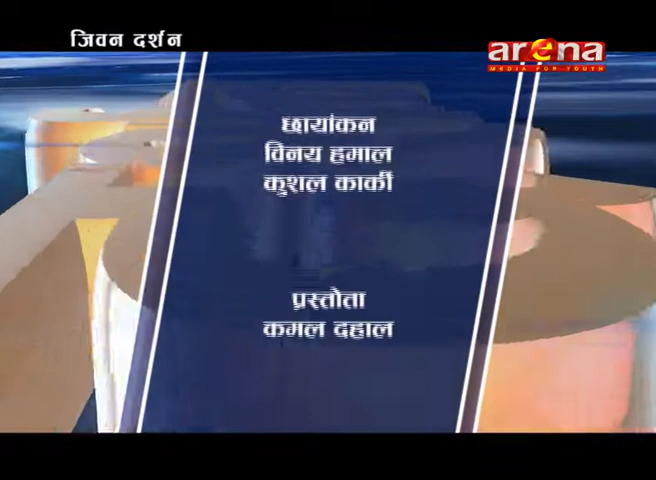 जिवन दर्शन
arena
MEDIA FOR YOUTH
छायांकन
विनय हमाल
कुशल कार्की
प्रस्तोता
कमल दहाल